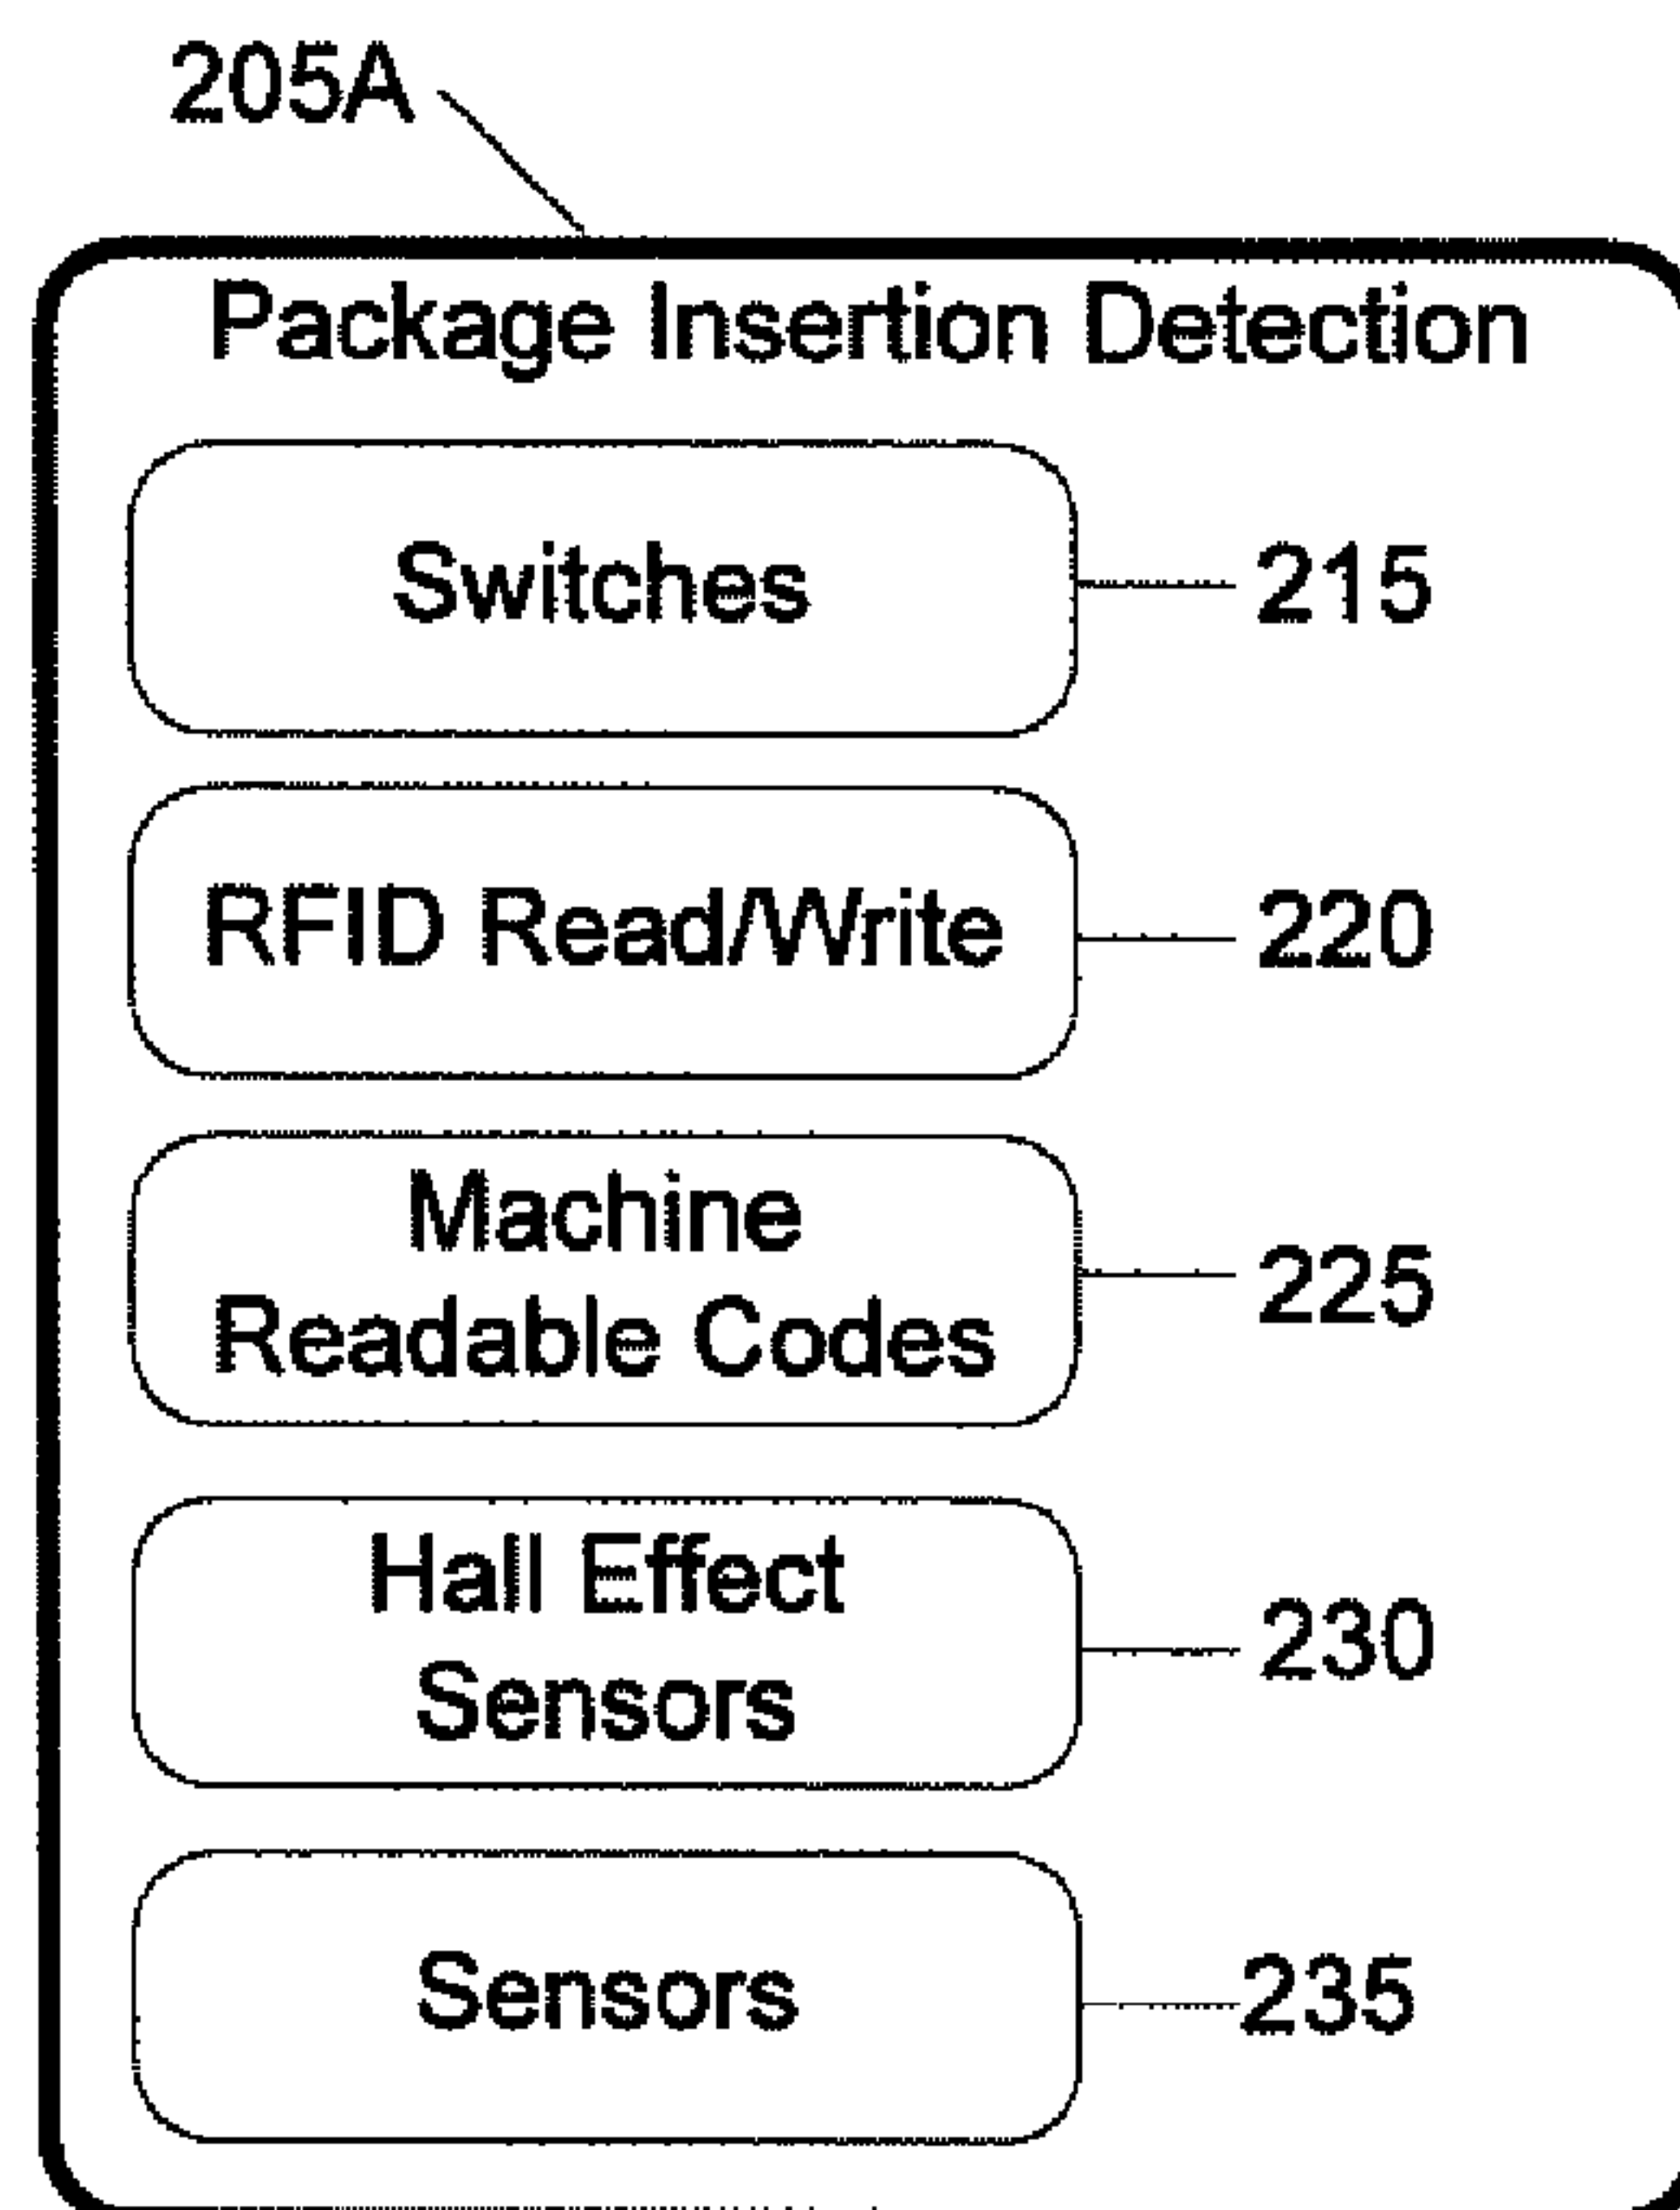 205A
Package Insertion Detection
Switches
215
RFID Read/Write
220
Machine
Readable Codes
225
Hall Effect
Sensors
230
Sensors
235